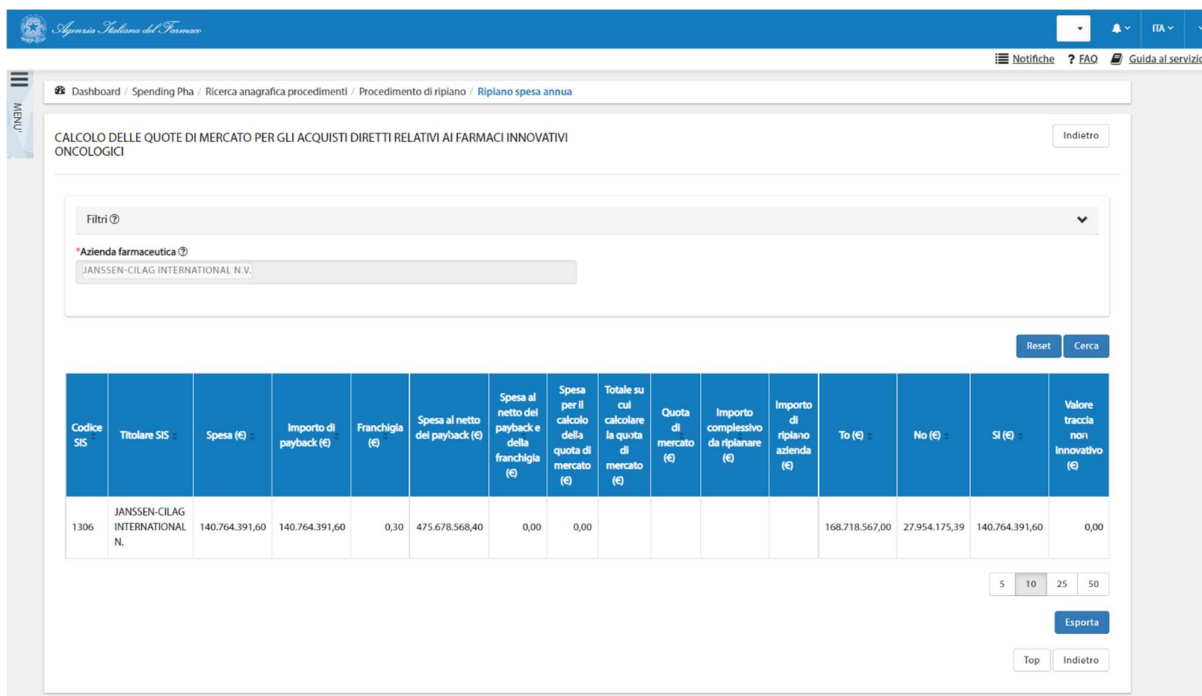 Agenzia Italiana del Farmaco
ITA
Notifiche ? FAQ Guida al servizio
MENU'
Dashboard / Spending Pha / Ricerca anagrafica procedimenti / Procedimento di ripiano / Ripiano spesa annua
CALCOLO DELLE QUOTE DI MERCATO PER GLI ACQUISTI DIRETTI RELATIVI AI FARMACI INNOVATIVI
ONCOLOGICI
Indietro
Filtri ?
*Azienda farmaceutica ?
JANSSEN-CILAG INTERNATIONAL N.V.
Reset Cerca
Codice SIS
Titolare SIS
Spesa (€)
Importo di payback (€)
Franchigia (€)
Spesa al netto dei payback (€)
Spesa al netto dei payback e della franchigia (€)
Spesa per il calcolo della quota di mercato (€)
Totale su cui calcolare la quota di mercato (€)
Quota di mercato (€)
Importo complessivo da ripianare (€)
Importo di ripiano azienda (€)
To (€)
No (€)
SI (€)
Valore traccia non innovativo (€)
1306
JANSSEN-CILAG INTERNATIONAL N.
140.764.391,60
140.764.391,60
0,30
475.678.568,40
0,00
0,00
168.718.567,00
27.954.175,39
140.764.391,60
0,00
5 10 25 50
Esporta
Top Indietro